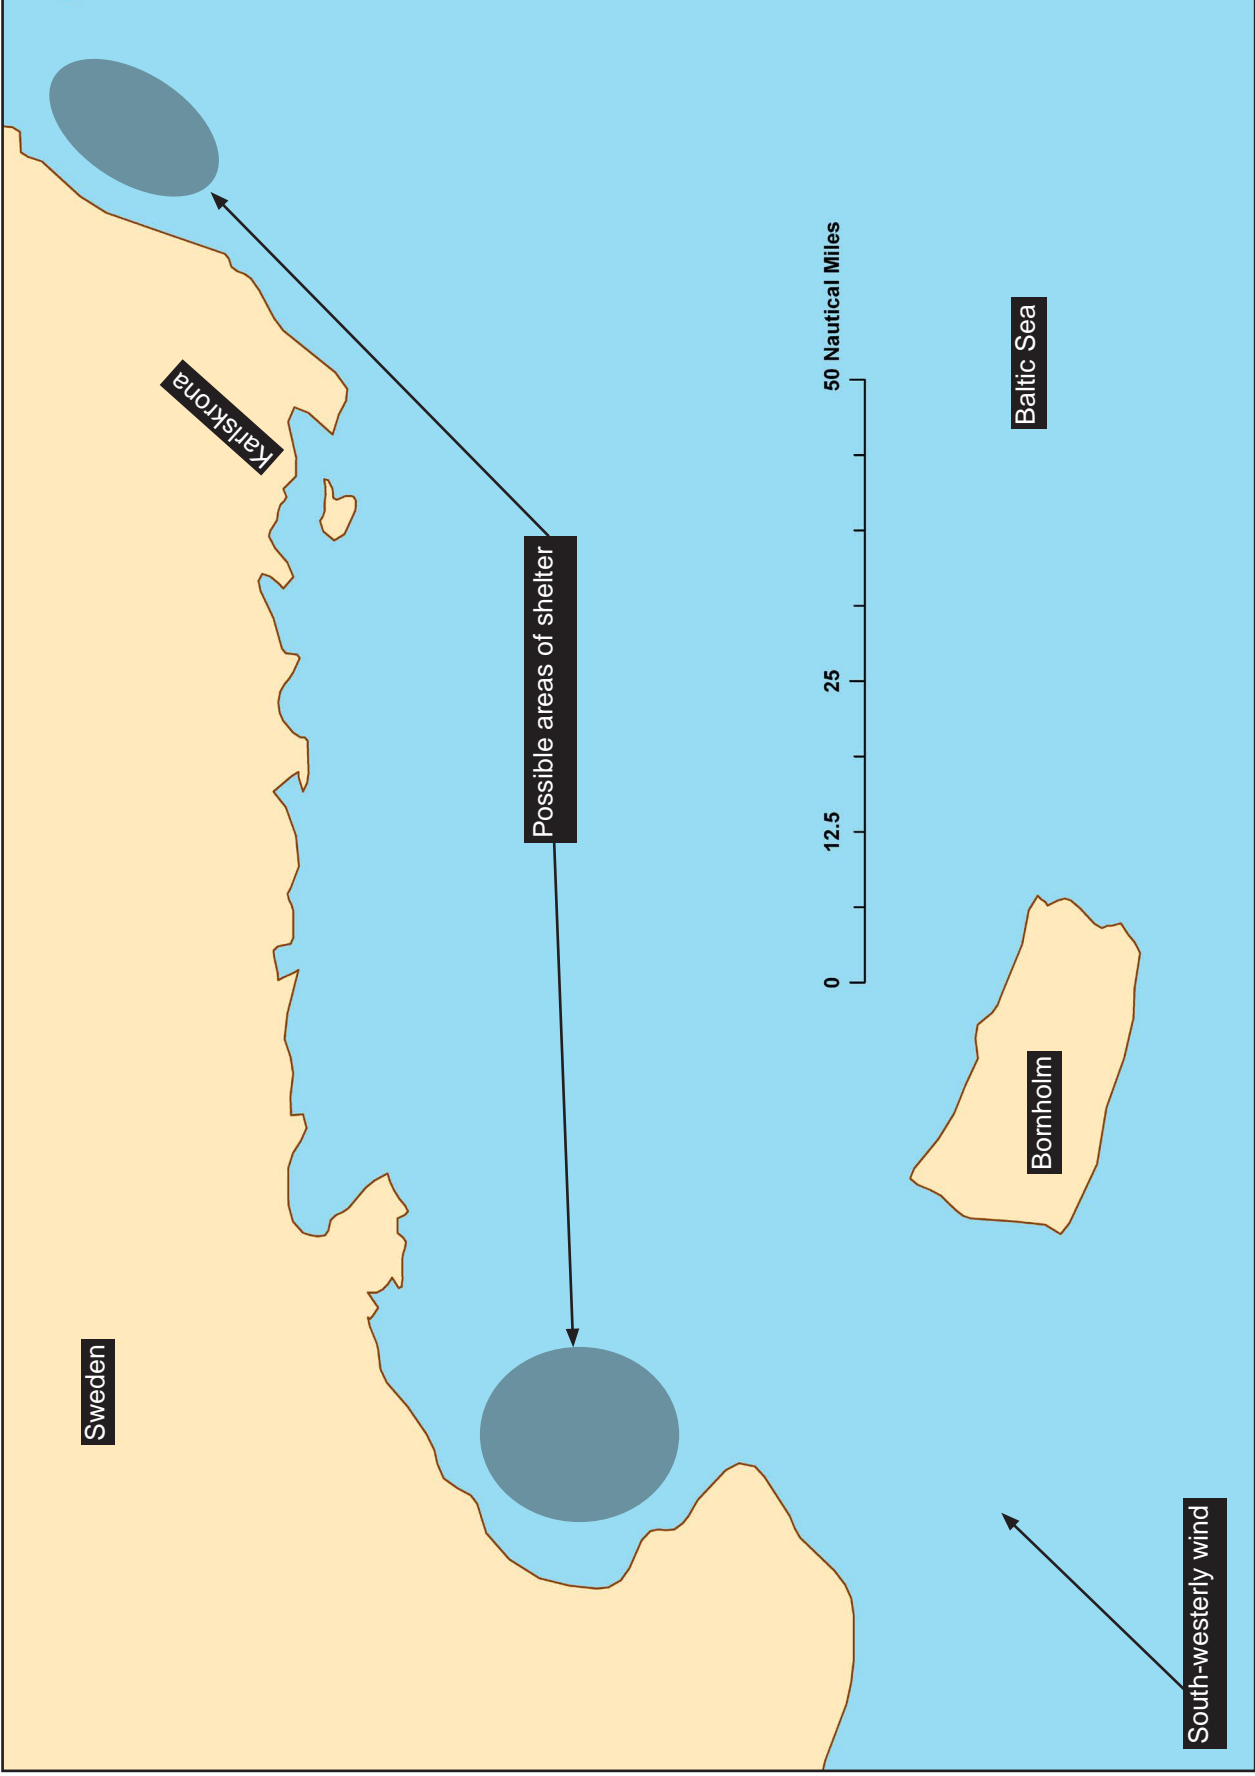 Sweden
Karlskrona
Possible areas of shelter
0
12.5
25
50 Nautical Miles
Bornholm
Baltic Sea
South-westerly wind